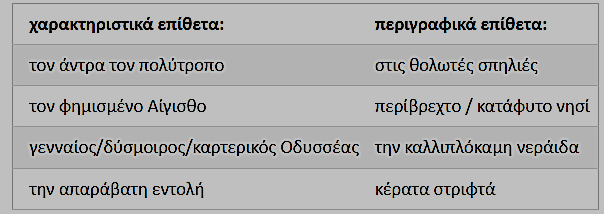 χαρακτηριστικά επίθετα: περιγραφικά επίθετα:
τον άντρα τον πολύτροπο στις θολωτές σπηλιές
τον φημισμένο Αίγισθο περίβρεχτο / κατάφυτο νησί
γενναίος/δύσμοιρος/καρτερικός Οδυσσέας την καλλιπλόκαμη νεράιδα
την απαράβατη εντολή κέρατα στριφτά